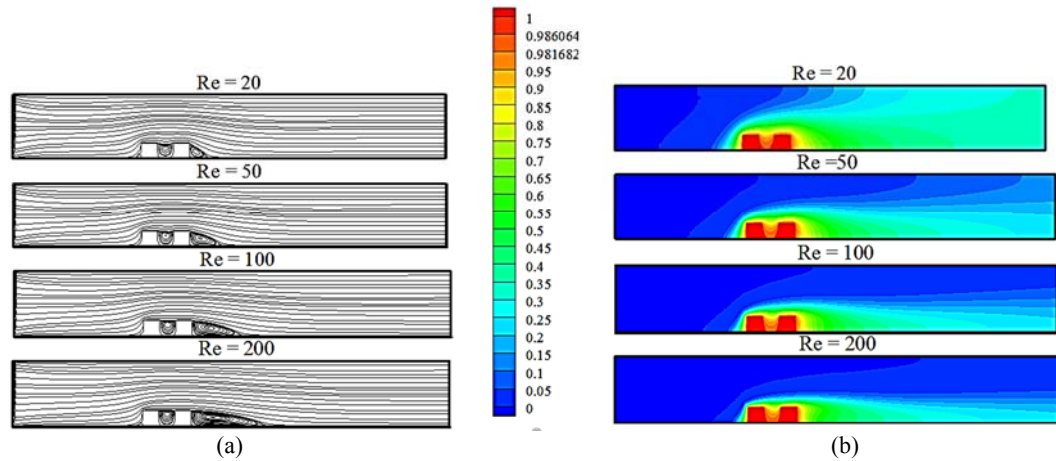 Re = 20
Re = 50
Re = 100
Re = 200
(a)
1
0.986064
0.981682
0.95
0.9
0.85
0.8
0.75
0.7
0.65
0.6
0.55
0.5
0.45
0.4
0.35
0.3
0.25
0.2
0.15
0.1
0.05
0
Re = 20
Re =50
Re = 100
Re = 200
(b)